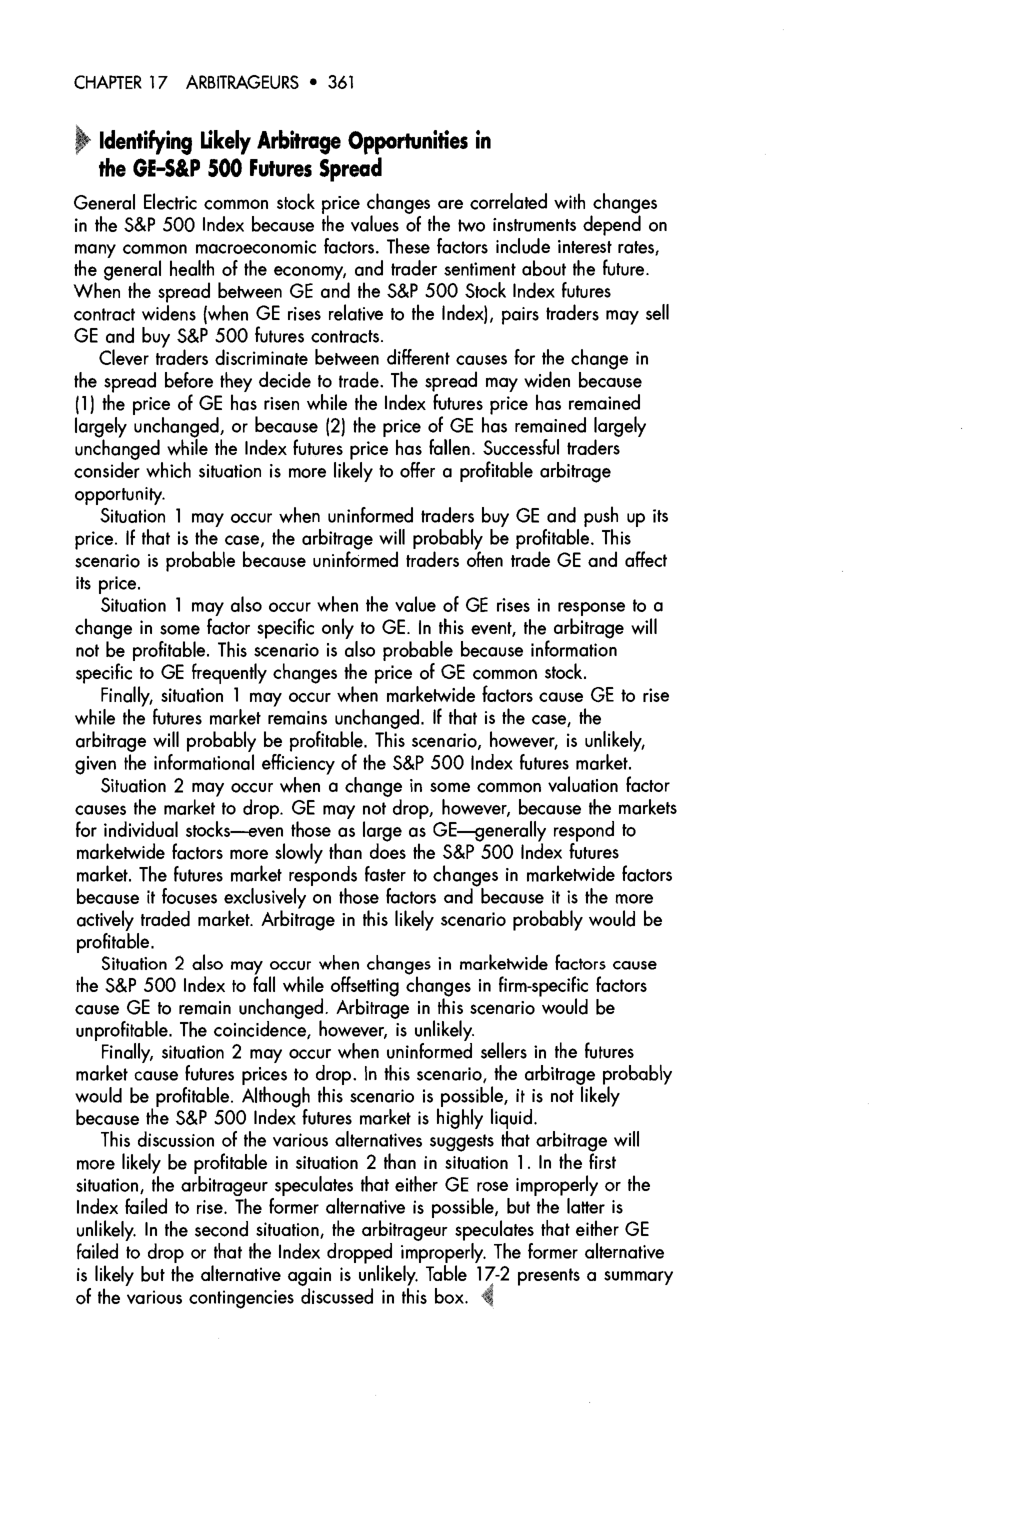 CHAPTER 17 ARBITRAGEURS • 361
Identifying Likely Arbitrage Opportunities in
the GE–S&P 500 Futures Spread
General Electric common stock price changes are correlated with changes
in the S&P 500 Index because the values of the two instruments depend on
many common macroeconomic factors. These factors include interest rates,
the general health of the economy, and trader sentiment about the future.
When the spread between GE and the S&P 500 Stock Index futures
contract widens (when GE rises relative to the Index), pairs traders may sell
GE and buy S&P 500 futures contracts.
Clever traders discriminate between different causes for the change in
the spread before they decide to trade. The spread may widen because
(1) the price of GE has risen while the Index futures price has remained
largely unchanged, or because (2) the price of GE has remained largely
unchanged while the Index futures price has fallen. Successful traders
consider which situation is more likely to offer a profitable arbitrage
opportunity.
Situation 1 may occur when uninformed traders buy GE and push up its
price. If that is the case, the arbitrage will probably be profitable. This
scenario is probable because uninformed traders often trade GE and affect
its price.
Situation 1 may also occur when the value of GE rises in response to a
change in some factor specific only to GE. In this event, the arbitrage will
not be profitable. This scenario is also probable because information
specific to GE frequently changes the price of GE common stock.
Finally, situation 1 may occur when marketwide factors cause GE to rise
while the futures market remains unchanged. If that is the case, the
arbitrage will probably be profitable. This scenario, however, is unlikely,
given the informational efficiency of the S&P 500 Index futures market.
Situation 2 may occur when a change in some common valuation factor
causes the market to drop. GE may not drop, however, because the markets
for individual stocks—even those as large as GE—generally respond to
marketwide factors more slowly than does the S&P 500 Index futures
market. The futures market responds faster to changes in marketwide factors
because it focuses exclusively on those factors and because it is the more
actively traded market. Arbitrage in this likely scenario probably would be
profitable.
Situation 2 also may occur when changes in marketwide factors cause
the S&P 500 Index to fall while offsetting changes in firm-specific factors
cause GE to remain unchanged. Arbitrage in this scenario would be
unprofitable. The coincidence, however, is unlikely.
Finally, situation 2 may occur when uninformed sellers in the futures
market cause futures prices to drop. In this scenario, the arbitrage probably
would be profitable. Although this scenario is possible, it is not likely
because the S&P 500 Index futures market is highly liquid.
This discussion of the various alternatives suggests that arbitrage will
more likely be profitable in situation 2 than in situation 1. In the first
situation, the arbitrageur speculates that either GE rose improperly or the
Index failed to rise. The former alternative is possible, but the latter is
unlikely. In the second situation, the arbitrageur speculates that either GE
failed to drop or that the Index dropped improperly. The former alternative
is likely but the alternative again is unlikely. Table 17-2 presents a summary
of the various contingencies discussed in this box.